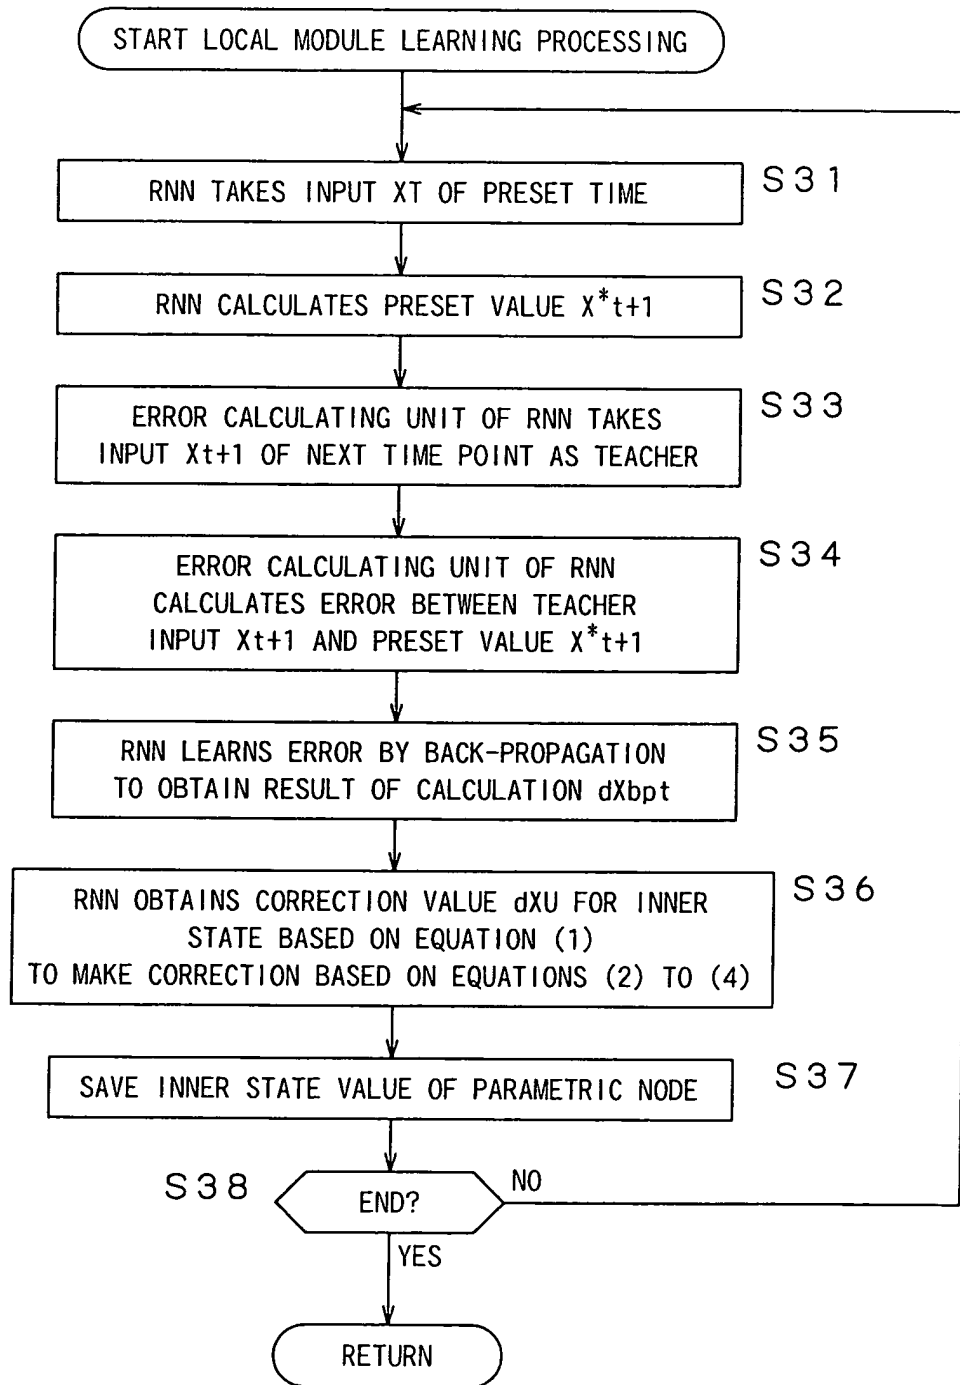 START LOCAL MODULE LEARNING PROCESSING
RNN TAKES INPUT XT OF PRESET TIME
S31
RNN CALCULATES PRESET VALUE X*t+1
S32
ERROR CALCULATING UNIT OF RNN TAKES
INPUT Xt+1 OF NEXT TIME POINT AS TEACHER
S33
ERROR CALCULATING UNIT OF RNN
CALCULATES ERROR BETWEEN TEACHER
INPUT Xt+1 AND PRESET VALUE X*t+1
S34
RNN LEARNS ERROR BY BACK-PROPAGATION
TO OBTAIN RESULT OF CALCULATION dXbpt
S35
RNN OBTAINS CORRECTION VALUE dXU FOR INNER
STATE BASED ON EQUATION (1)
TO MAKE CORRECTION BASED ON EQUATIONS (2) TO (4)
S36
SAVE INNER STATE VALUE OF PARAMETRIC NODE
S37
S38
END?
NO
YES
RETURN